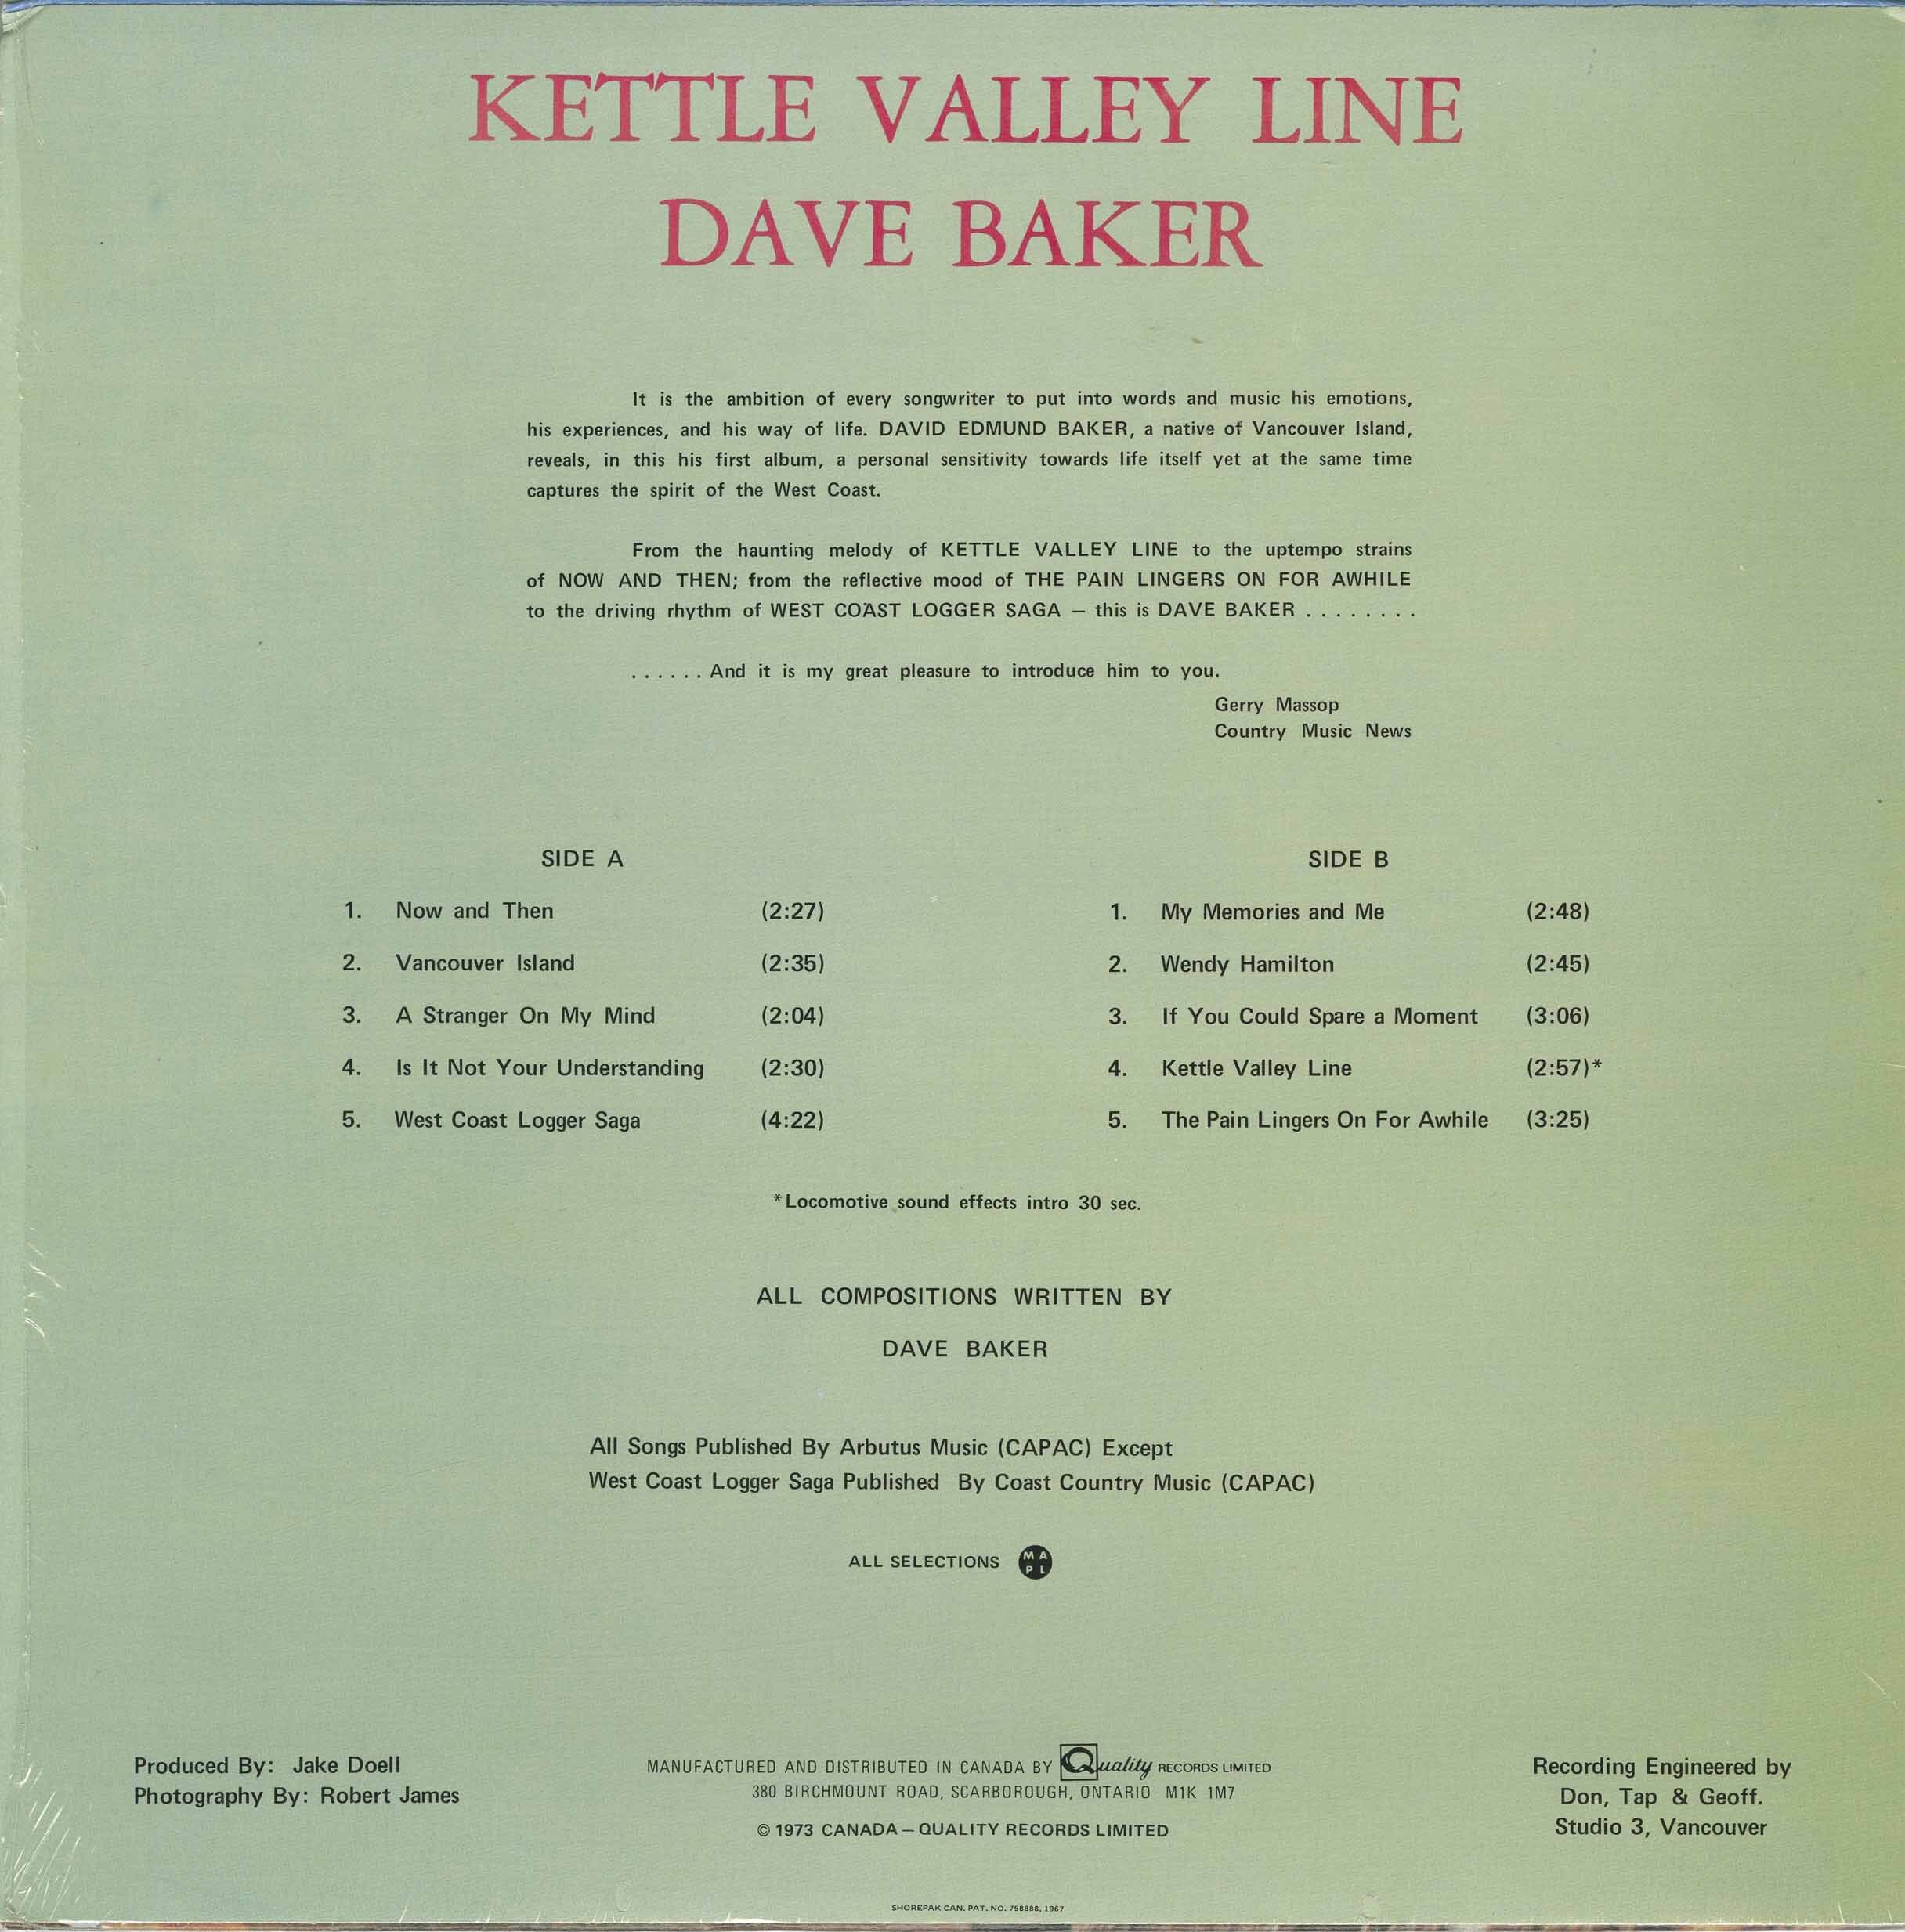 KETTLE VALLEY LINE
DAVE BAKER
It is the ambition of every songwriter to put into words and music his emotions,
his experiences, and his way of life. DAVID EDMUND BAKER, a native of Vancouver Island,
reveals, in this his first album, a personal sensitivity towards life itself yet at the same time
captures the spirit of the West Coast.
From the haunting melody of KETTLE VALLEY LINE to the uptempo strains
of NOW AND THEN; from the reflective mood of THE PAIN LINGERS ON FOR AWHILE
to the driving rhythm of WEST COAST LOGGER SAGA — this is DAVE BAKER ........
......And it is my great pleasure to introduce him to you.
Gerry Massop
Country Music News
SIDE A
1. Now and Then (2:27)
2. Vancouver Island (2:35)
3. A Stranger On My Mind (2:04)
4. Is It Not Your Understanding (2:30)
5. West Coast Logger Saga (4:22)
SIDE B
1. My Memories and Me (2:48)
2. Wendy Hamilton (2:45)
3. If You Could Spare a Moment (3:06)
4. Kettle Valley Line (2:57)*
5. The Pain Lingers On For Awhile (3:25)
*Locomotive sound effects intro 30 sec.
ALL COMPOSITIONS WRITTEN BY
DAVE BAKER
All Songs Published By Arbutus Music (CAPAC) Except
West Coast Logger Saga Published By Coast Country Music (CAPAC)
ALL SELECTIONS MAPL
Produced By: Jake Doell
Photography By: Robert James
MANUFACTURED AND DISTRIBUTED IN CANADA BY Quality RECORDS LIMITED
380 BIRCHMOUNT ROAD, SCARBOROUGH, ONTARIO M1K 1M7
© 1973 CANADA — QUALITY RECORDS LIMITED
Recording Engineered by
Don, Tap & Geoff.
Studio 3, Vancouver
SHOREPAK CAN. PAT. NO. 758888, 1967